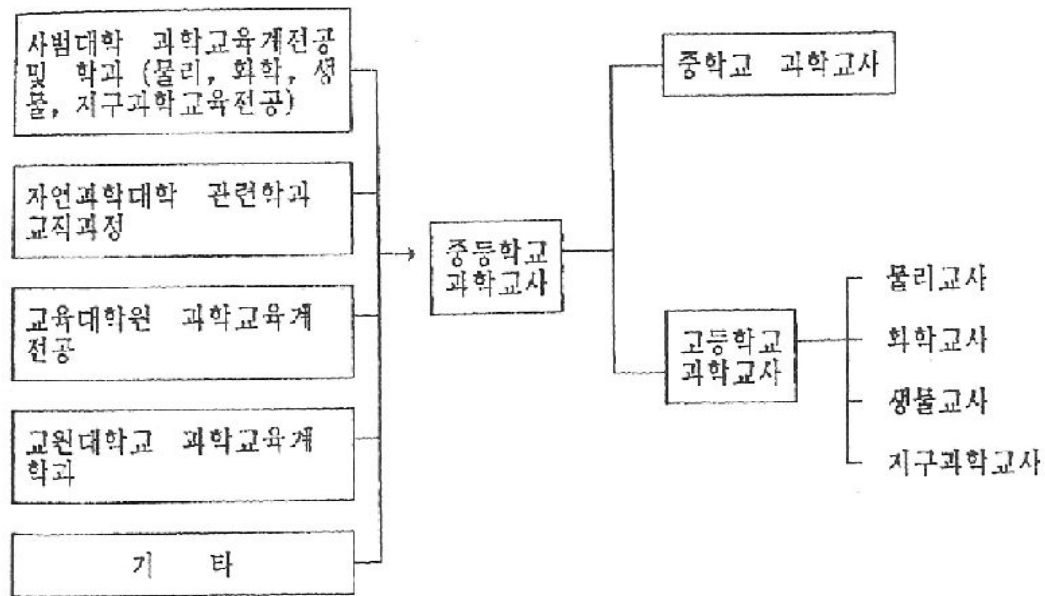 사범대학 과학교육계전공
및 학과 (물리, 화학, 생
물, 지구과학교육전공)
자연과학대학 관련학과
교직과정
교육대학원 과학교육계
전공
교원대학교 과학교육계
학과
기 타
중등학교
과학교사
중학교 과학교사
고등학교
과학교사
물리교사
화학교사
생물교사
지구과학교사